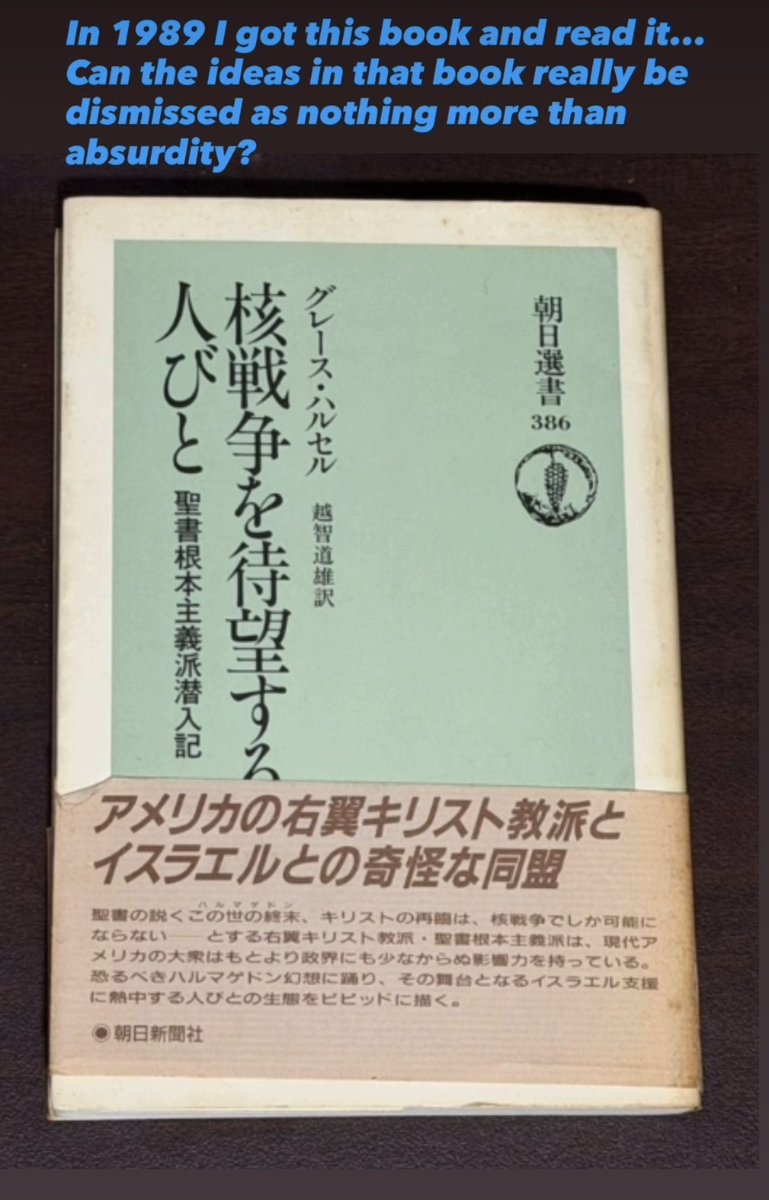 In 1989 I got this book and read it...
Can the ideas in that book really be
dismissed as nothing more than
absurdity?
朝日選書
386
グレース・ハルセル 越智道雄訳
核戦争を待望する
人びと 聖書根本主義派潜入記
アメリカの右翼キリスト教派と
イスラエルとの奇怪な同盟
ハルマゲドン
聖書の説くこの世の終末、キリストの再臨は、核戦争でしか可能に
ならない——とする右翼キリスト教派・聖書根本主義派は、現代ア
メリカの大衆はもとより政界にも少なからぬ影響力を持っている。
恐るべきハルマゲドン幻想に踊り、その舞台となるイスラエル支援
に熱中する人びとの生態をビビッドに描く。
◉朝日新聞社